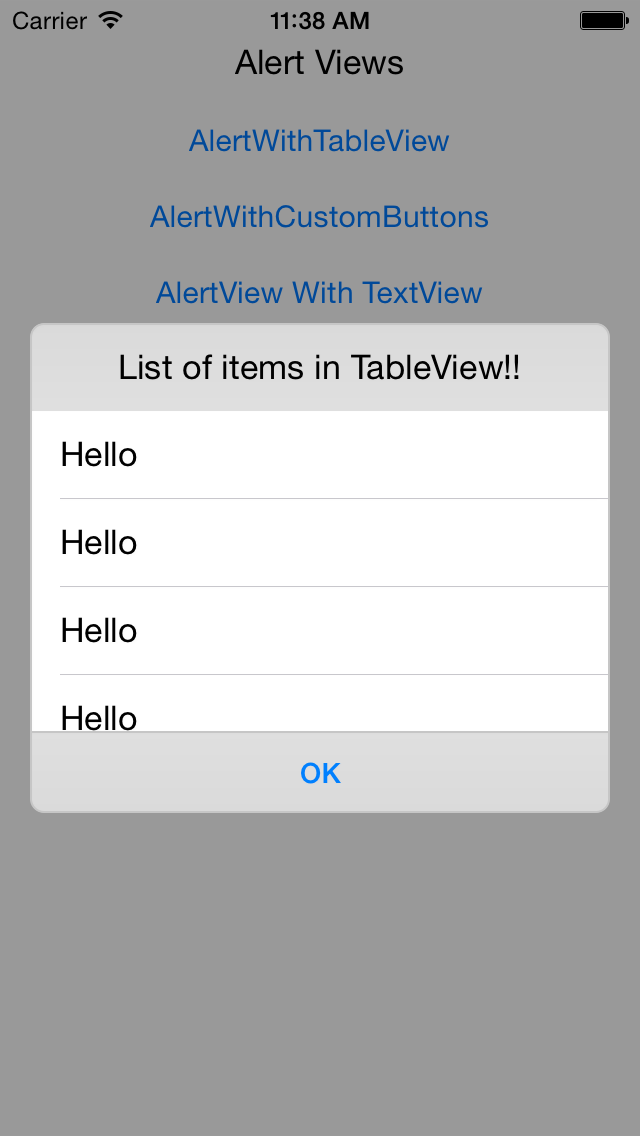 Carrier 11:38 AM
Alert Views
AlertWithTableView
AlertWithCustomButtons
AlertView With TextView
List of items in TableView!!
Hello
Hello
Hello
Hello
OK